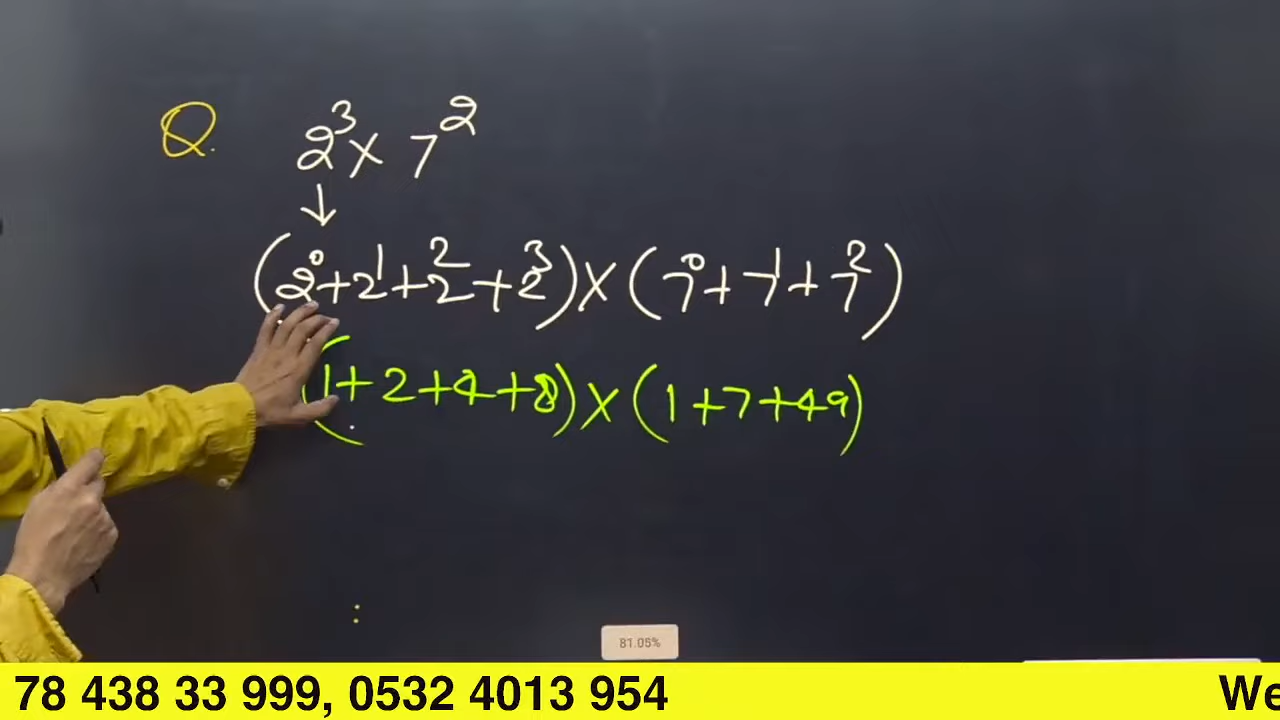 Q. 2³ × 7²
↓
(2⁰+2¹+2²+2³)×(7⁰+7¹+7²)
(1+2+4+8)×(1+7+49)
:
81.05%
78 438 33 999, 0532 4013 954 We